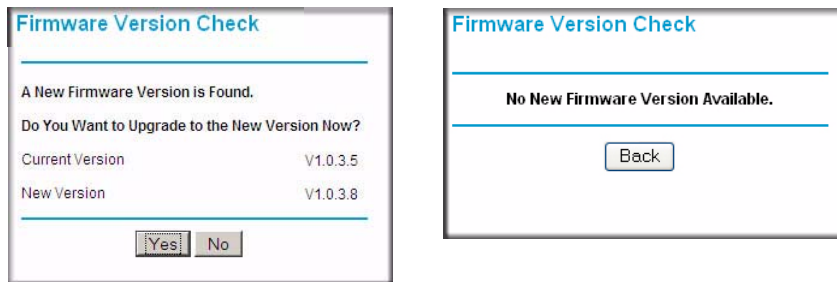 Firmware Version Check
A New Firmware Version is Found.
Do You Want to Upgrade to the New Version Now?
Current Version V1.0.3.5
New Version V1.0.3.8
Yes No
Firmware Version Check
No New Firmware Version Available.
Back